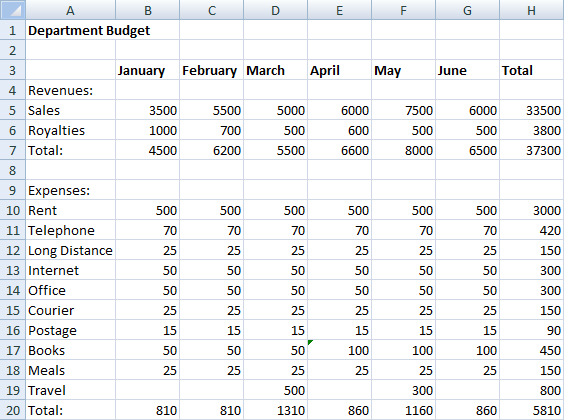 A B C D E F G H
1 Department Budget
2
3 January February March April May June Total
4 Revenues:
5 Sales 3500 5500 5000 6000 7500 6000 33500
6 Royalties 1000 700 500 600 500 500 3800
7 Total: 4500 6200 5500 6600 8000 6500 37300
8
9 Expenses:
10 Rent 500 500 500 500 500 500 3000
11 Telephone 70 70 70 70 70 70 420
12 Long Distance 25 25 25 25 25 25 150
13 Internet 50 50 50 50 50 50 300
14 Office 50 50 50 50 50 50 300
15 Courier 25 25 25 25 25 25 150
16 Postage 15 15 15 15 15 15 90
17 Books 50 50 50 100 100 100 450
18 Meals 25 25 25 25 25 25 150
19 Travel 500 300 800
20 Total: 810 810 1310 860 1160 860 5810